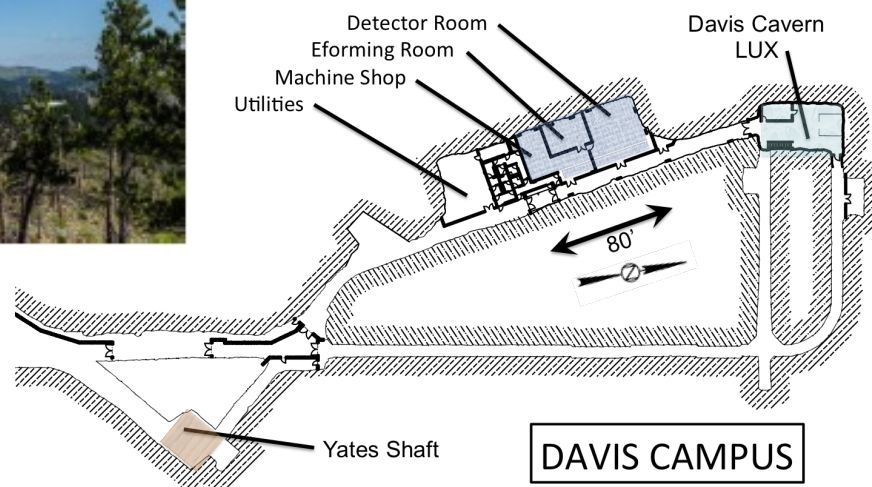 Detector Room
Eforming Room
Machine Shop
Utilities
Davis Cavern
LUX
80'
Z
Yates Shaft
DAVIS CAMPUS